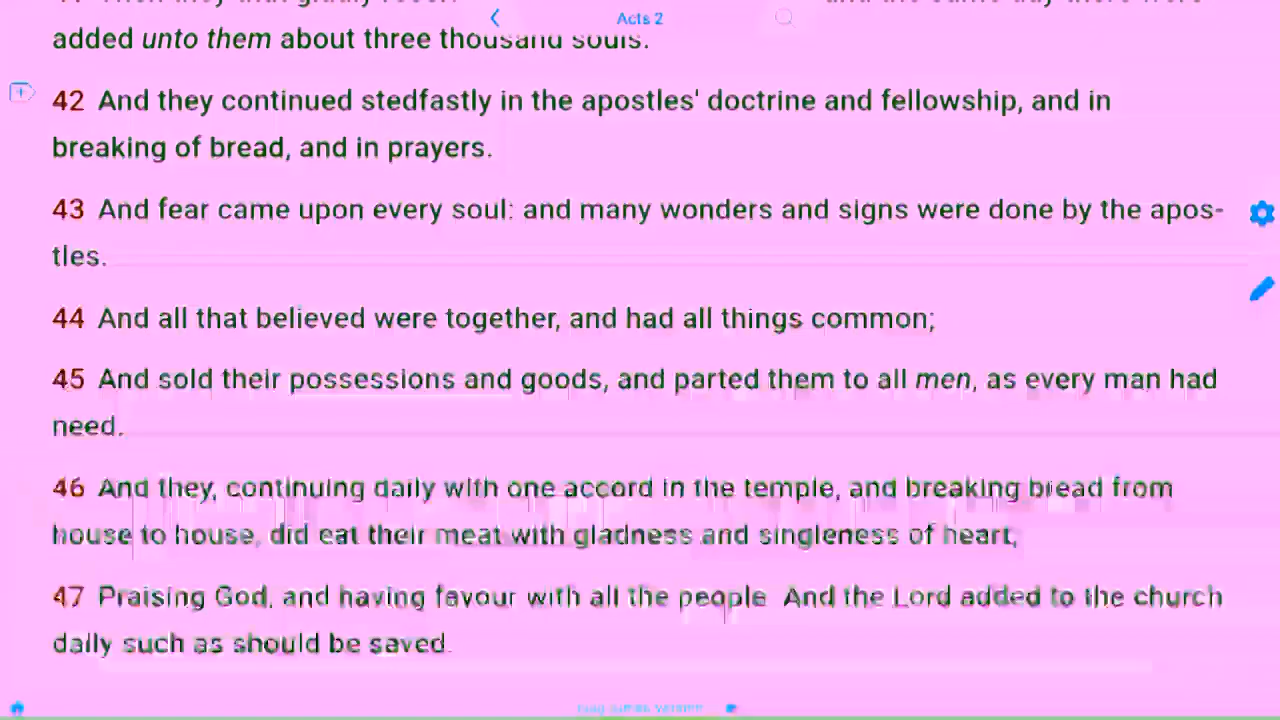 Acts 2
added unto them about three thousand souls.
42 And they continued stedfastly in the apostles' doctrine and fellowship, and in
breaking of bread, and in prayers.
43 And fear came upon every soul: and many wonders and signs were done by the apos-
tles.
44 And all that believed were together, and had all things common;
45 And sold their possessions and goods, and parted them to all men, as every man had
need.
46 And they, continuing daily with one accord in the temple, and breaking bread from
house to house, did eat their meat with gladness and singleness of heart,
47 Praising God, and having favour with all the people. And the Lord added to the church
daily such as should be saved.
King James Version